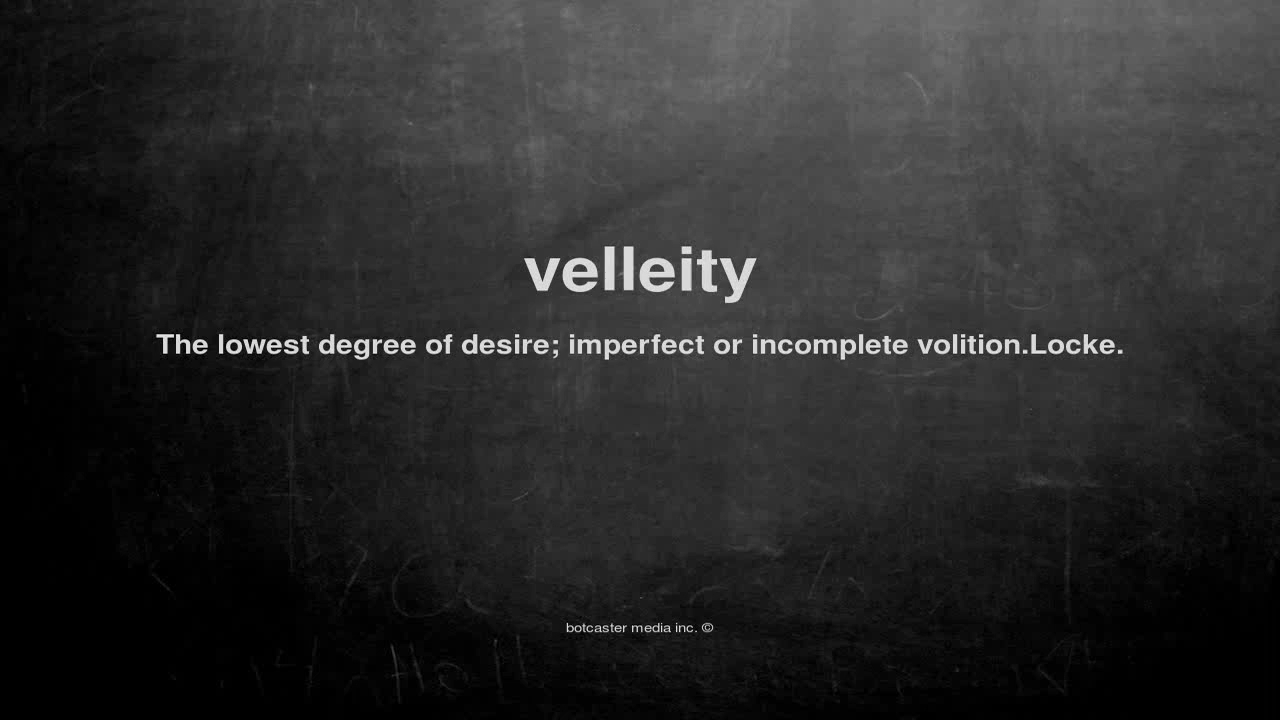 velleity
The lowest degree of desire; imperfect or incomplete volition.Locke.
botcaster media inc. ©